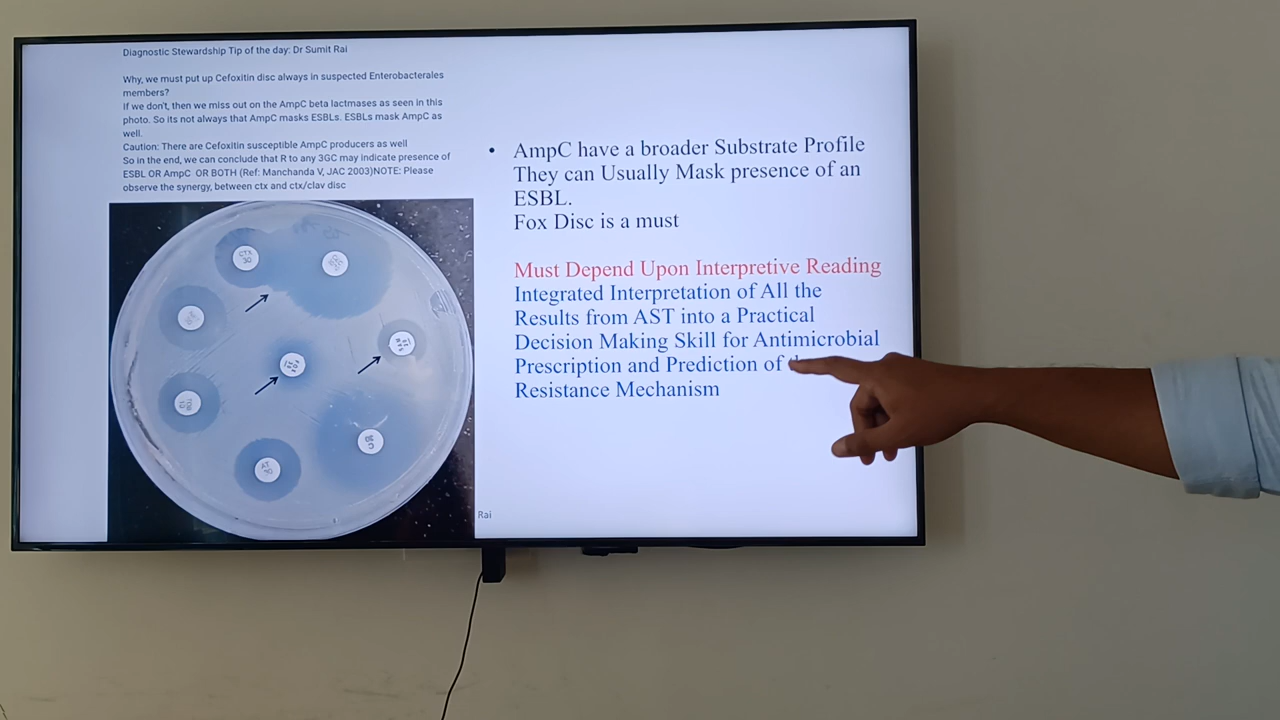 Diagnostic Stewardship Tip of the day: Dr Sumit Rai
Why, we must put up Cefoxitin disc always in suspected Enterobacterales
members?
If we don't, then we miss out on the AmpC beta lactmases as seen in this
photo. So its not always that AmpC masks ESBLs. ESBLs mask AmpC as
well.
Caution: There are Cefoxitin susceptible AmpC producers as well
So in the end, we can conclude that R to any 3GC may indicate presence of
ESBL OR AmpC OR BOTH (Ref: Manchanda V, JAC 2003)NOTE: Please
observe the synergy, between ctx and ctx/clav disc
CTX
30
TOB
10
AT
30
• AmpC have a broader Substrate Profile
They can Usually Mask presence of an
ESBL.
Fox Disc is a must
Must Depend Upon Interpretive Reading
Integrated Interpretation of All the
Results from AST into a Practical
Decision Making Skill for Antimicrobial
Prescription and Prediction of
Resistance Mechanism
Rai